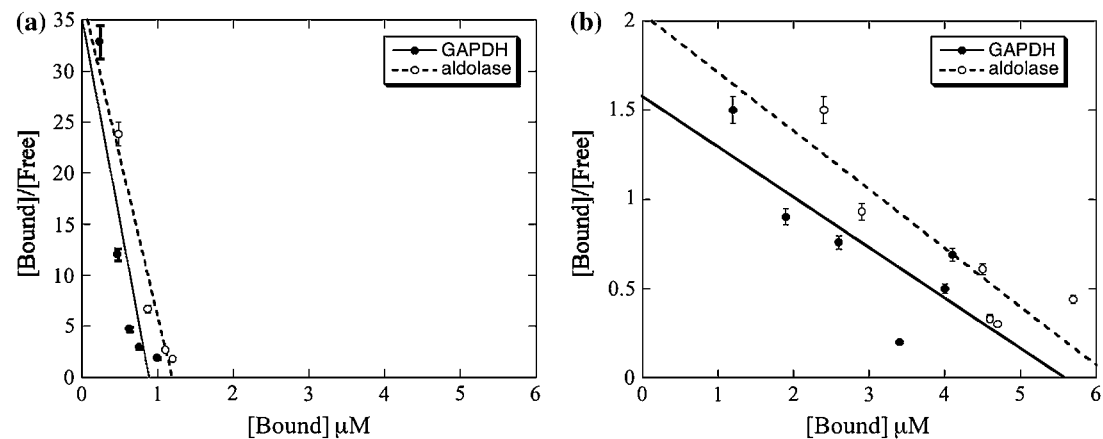 (a)
35
30
25
20
15
10
5
0
[Bound]/[Free]
GAPDH
aldolase
0 1 2 3 4 5 6
[Bound] μM
(b)
2
1.5
1
0.5
0
[Bound]/[Free]
GAPDH
aldolase
0 1 2 3 4 5 6
[Bound] μM